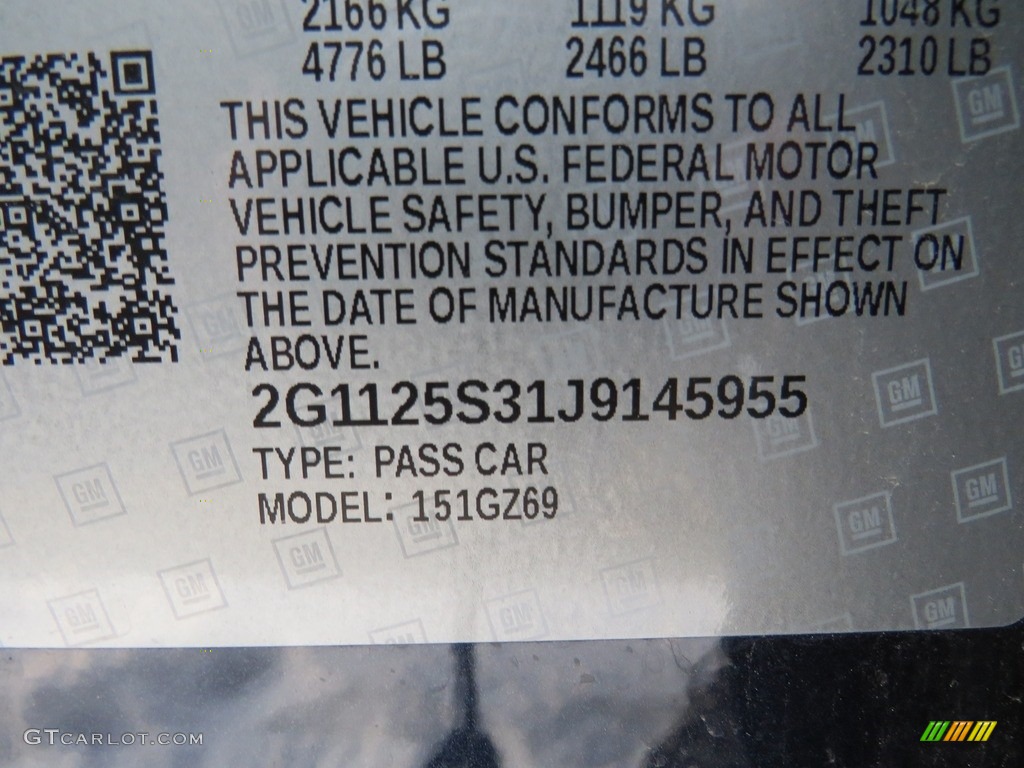 2166 KG 1119 KG 1048 KG
4776 LB 2466 LB 2310 LB
THIS VEHICLE CONFORMS TO ALL
APPLICABLE U.S. FEDERAL MOTOR
VEHICLE SAFETY, BUMPER, AND THEFT
PREVENTION STANDARDS IN EFFECT ON
THE DATE OF MANUFACTURE SHOWN
ABOVE.
2G1125S31J9145955
TYPE: PASS CAR
MODEL: 151GZ69
GM
GTCARLOT.COM